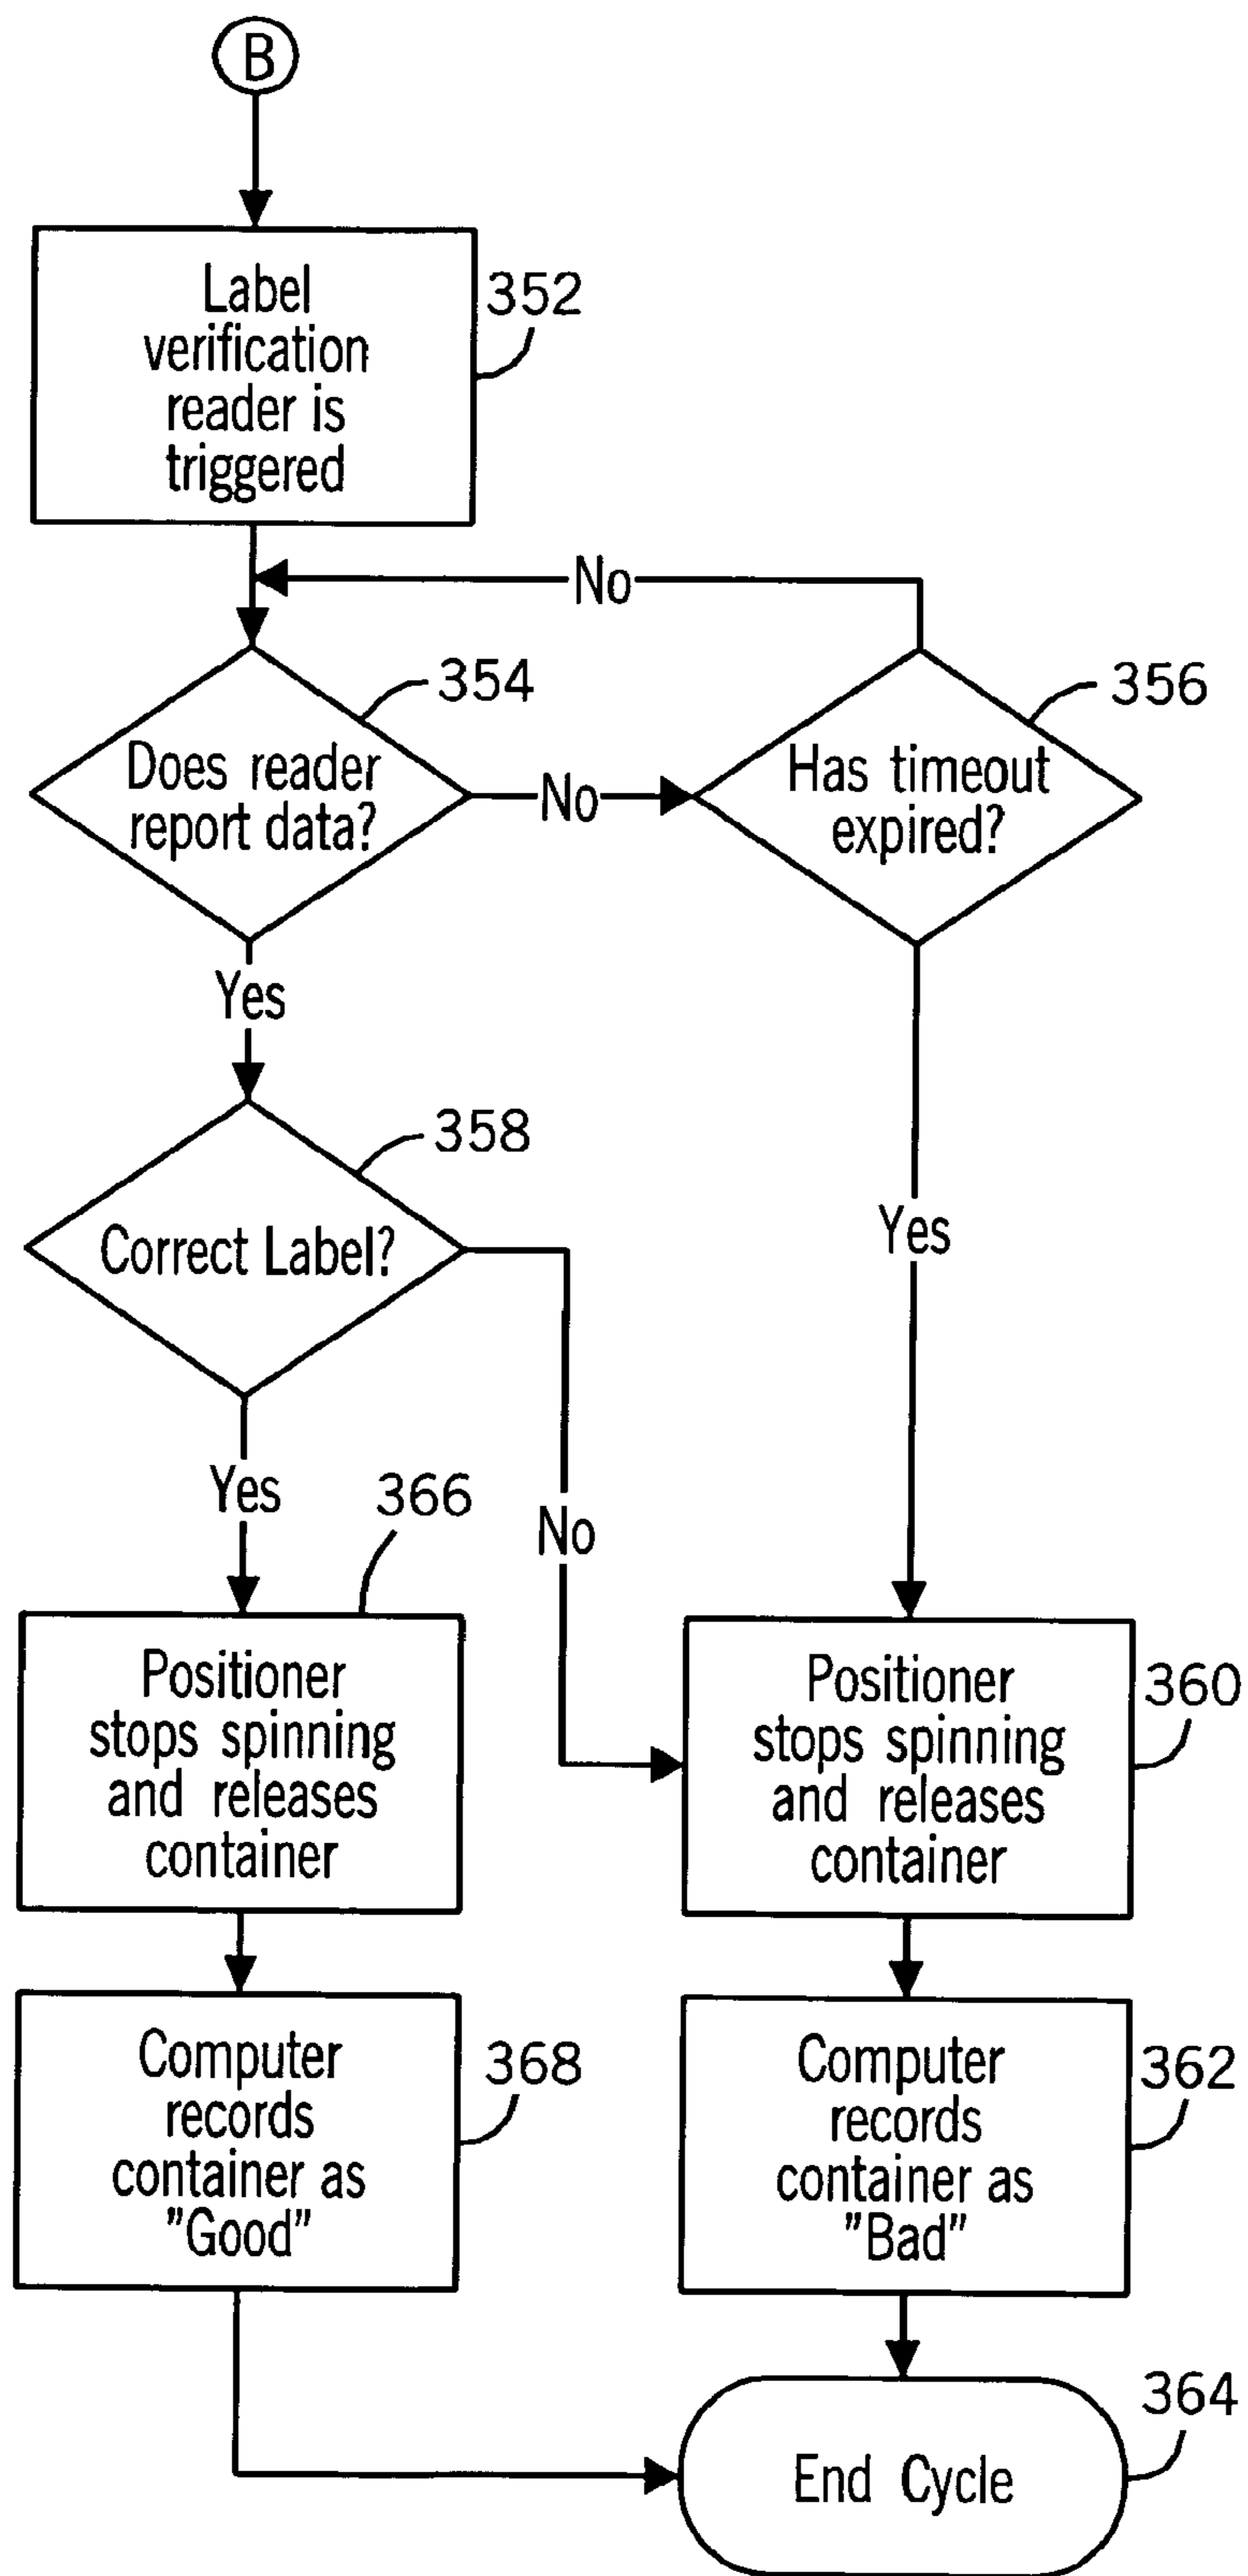 B
Label
verification
reader is
triggered
352
No
354
Does reader
report data?
No
356
Has timeout
expired?
Yes
358
Correct Label?
Yes
No
Yes
366
Positioner
stops spinning
and releases
container
Positioner
stops spinning
and releases
container
360
Computer
records
container as
"Good"
368
Computer
records
container as
"Bad"
362
End Cycle
364